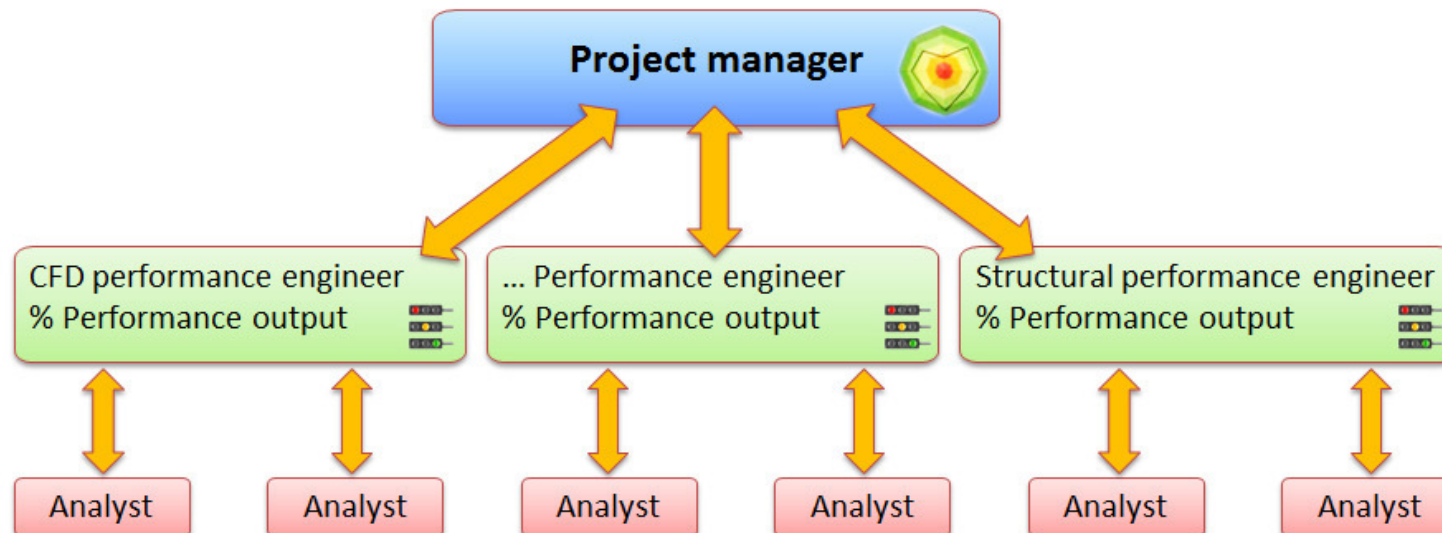 Project manager
CFD performance engineer
% Performance output
... Performance engineer
% Performance output
Structural performance engineer
% Performance output
Analyst
Analyst
Analyst
Analyst
Analyst
Analyst